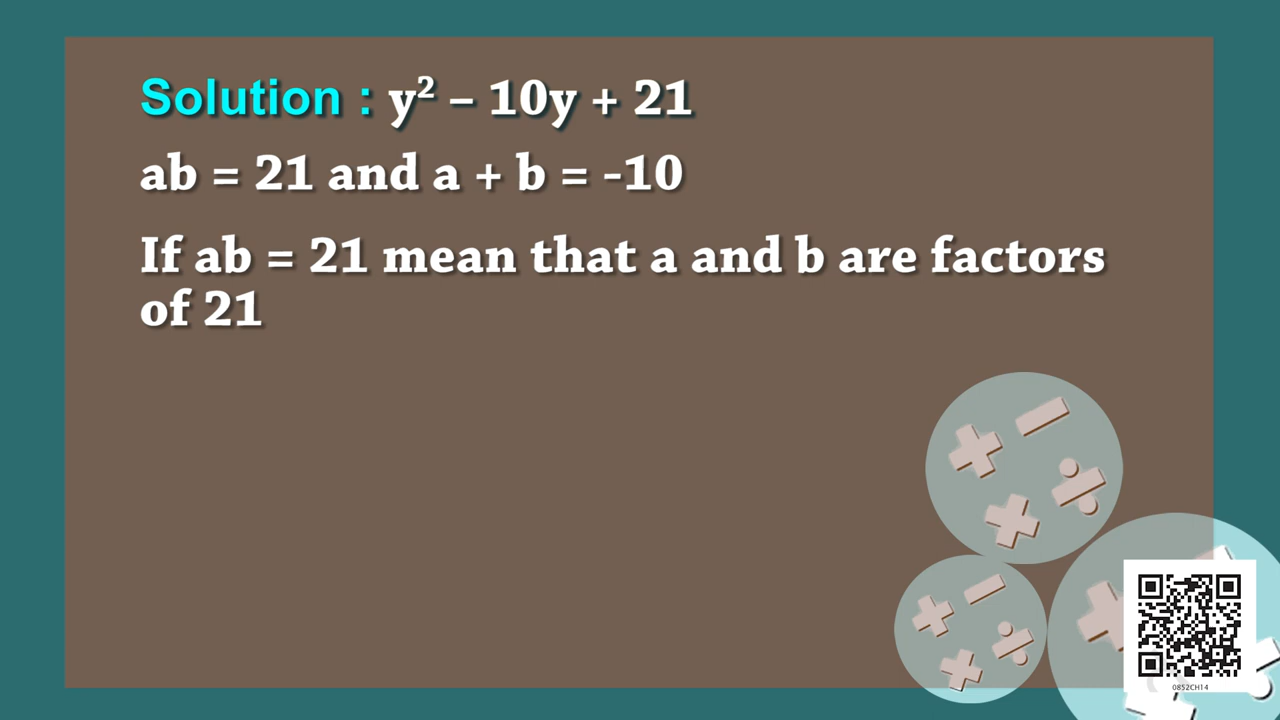 Solution : y² – 10y + 21
ab = 21 and a + b = -10
If ab = 21 mean that a and b are factors
of 21
0852CH14